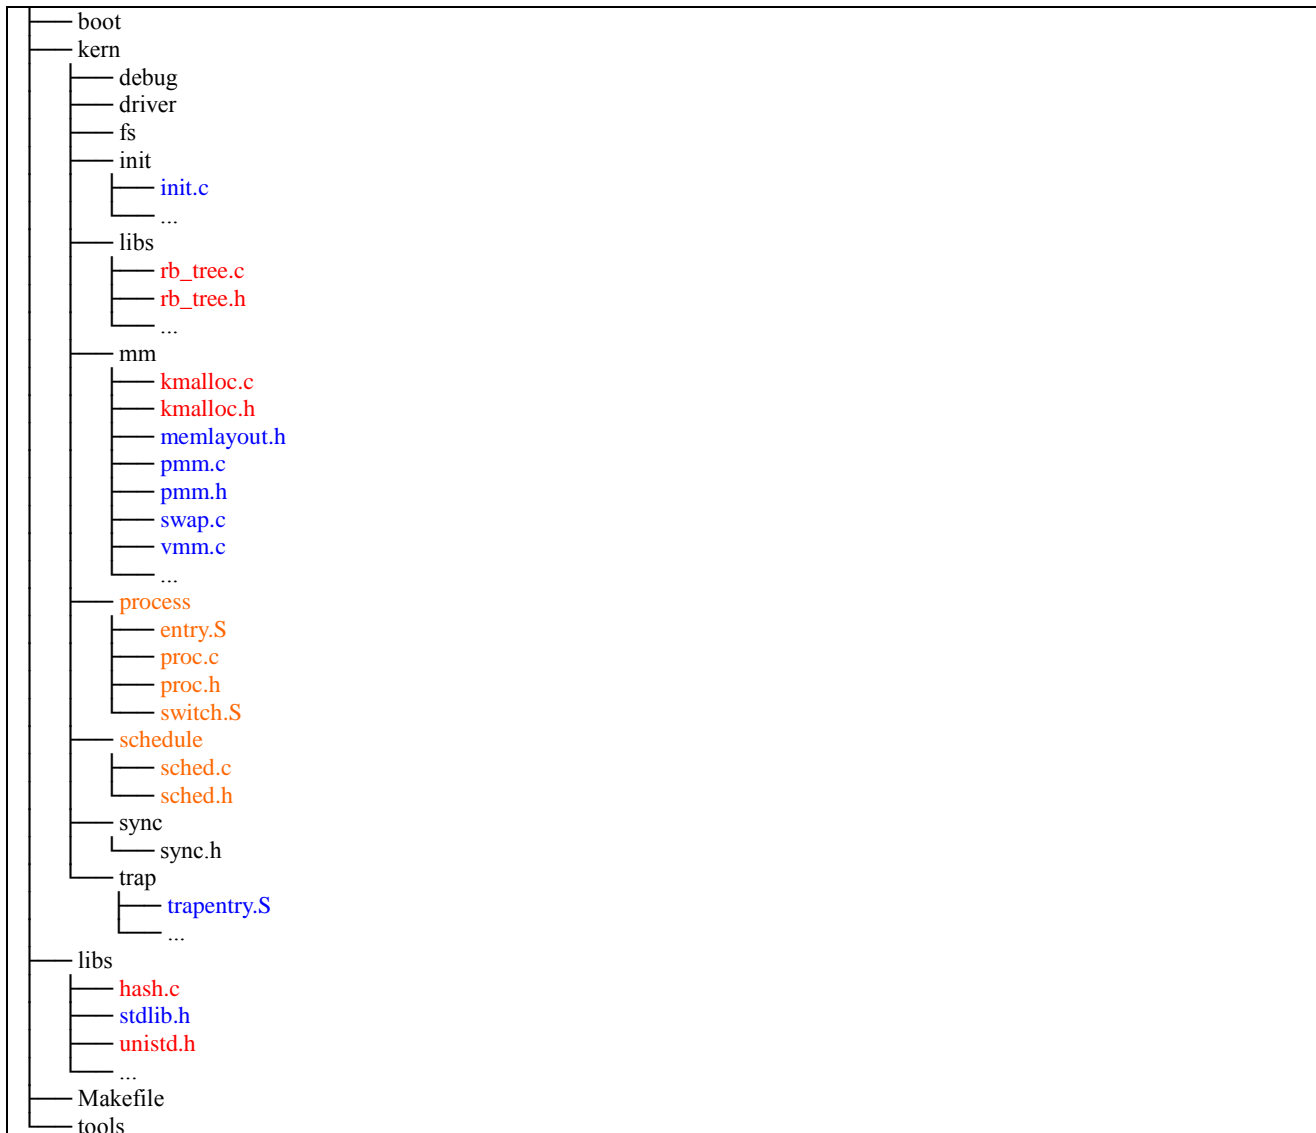 boot
kern
debug
driver
fs
init
init.c
...
libs
rb_tree.c
rb_tree.h
...
mm
kmalloc.c
kmalloc.h
memlayout.h
pmm.c
pmm.h
swap.c
vmm.c
...
process
entry.S
proc.c
proc.h
switch.S
schedule
sched.c
sched.h
sync
sync.h
trap
trapentry.S
...
libs
hash.c
stdlib.h
unistd.h
...
Makefile
tools